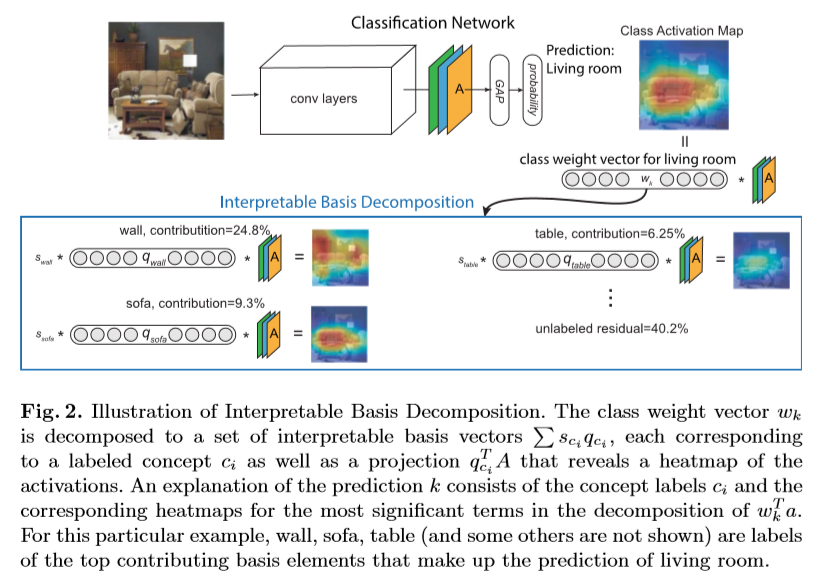 Classification Network
Class Activation Map
Prediction:
Living room
conv layers
A
GAP
probability
=
class weight vector for living room
w_k * A
Interpretable Basis Decomposition
wall, contributition=24.8%
s_wall * q_wall * A =
sofa, contribution=9.3%
s_sofa * q_sofa * A =
table, contribution=6.25%
s_table * q_table * A =
⋮
unlabeled residual=40.2%
Fig. 2. Illustration of Interpretable Basis Decomposition. The class weight vector w_k
is decomposed to a set of interpretable basis vectors ∑ s_{c_i} q_{c_i}, each corresponding
to a labeled concept c_i as well as a projection q_{c_i}^T A that reveals a heatmap of the
activations. An explanation of the prediction k consists of the concept labels c_i and the
corresponding heatmaps for the most significant terms in the decomposition of w_k^T a.
For this particular example, wall, sofa, table (and some others are not shown) are labels
of the top contributing basis elements that make up the prediction of living room.